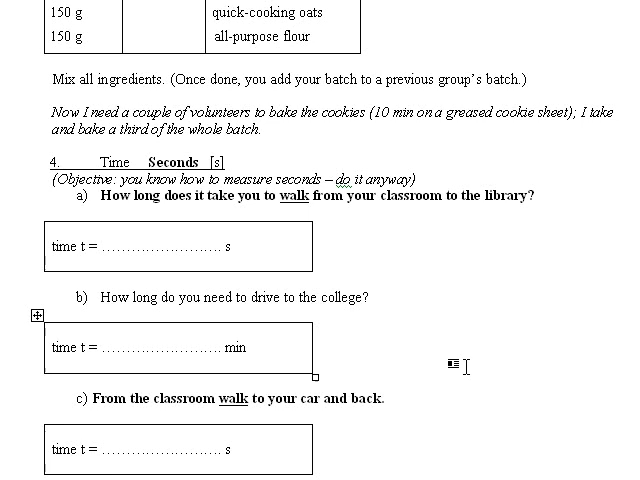 150 g quick-cooking oats
150 g all-purpose flour
Mix all ingredients. (Once done, you add your batch to a previous group's batch.)
Now I need a couple of volunteers to bake the cookies (10 min on a greased cookie sheet); I take
and bake a third of the whole batch.
4. Time Seconds [s]
(Objective: you know how to measure seconds – do it anyway)
a) How long does it take you to walk from your classroom to the library?
time t = ........................ s
b) How long do you need to drive to the college?
time t = ........................ min
c) From the classroom walk to your car and back.
time t = ........................ s